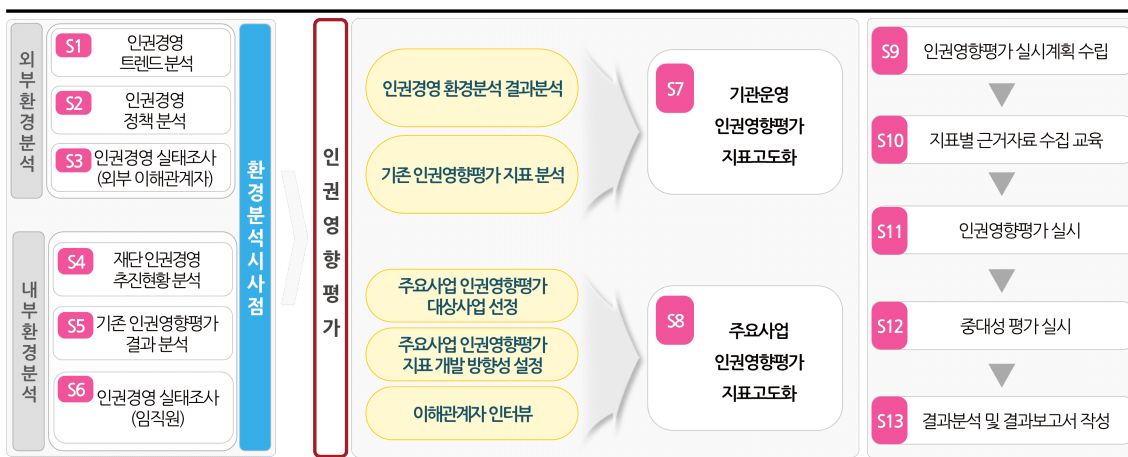 외부환경분석
S1
인권경영
트렌드 분석
S2
인권경영
정책 분석
S3
인권경영 실태조사
(외부 이해관계자)
내부환경분석
S4
재단 인권경영
추진현황 분석
S5
기존 인권영향평가
결과 분석
S6
인권경영 실태조사
(임직원)
환경분석시사점
인권영향평가
인권경영 환경분석 결과분석
기존 인권영향평가 지표 분석
S7
기관운영
인권영향평가
지표고도화
주요사업 인권영향평가
대상사업 선정
주요사업 인권영향평가
지표 개발 방향성 설정
이해관계자 인터뷰
S8
주요사업
인권영향평가
지표고도화
S9
인권영향평가 실시계획 수립
S10
지표별 근거자료 수집 교육
S11
인권영향평가 실시
S12
중대성 평가 실시
S13
결과분석 및 결과보고서 작성